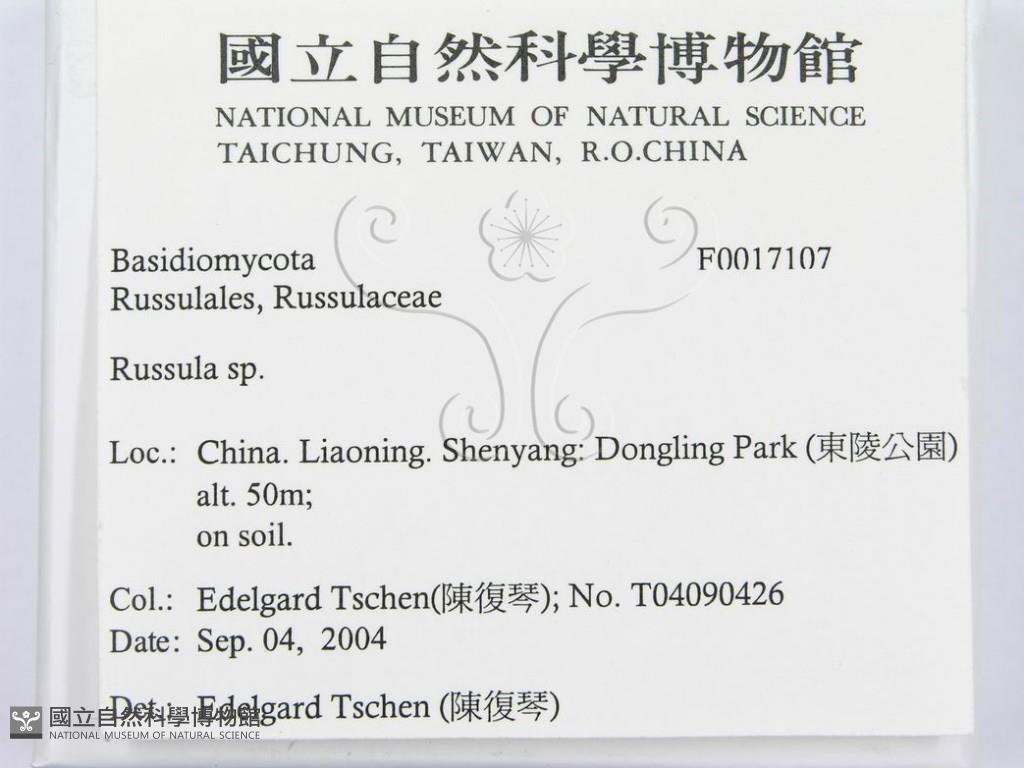 國立自然科學博物館
NATIONAL MUSEUM OF NATURAL SCIENCE
TAICHUNG, TAIWAN, R.O.CHINA
Basidiomycota F0017107
Russulales, Russulaceae
Russula sp.
Loc.: China. Liaoning. Shenyang: Dongling Park (東陵公園)
alt. 50m;
on soil.
Col.: Edelgard Tschen(陳復琴); No. T04090426
Date: Sep. 04, 2004
Det.: Edelgard Tschen (陳復琴)
國立自然科學博物館
NATIONAL MUSEUM OF NATURAL SCIENCE